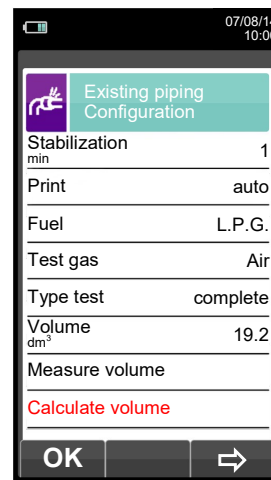 07/08/14
10:00
Existing piping
Configuration
Stabilization
min
1
Print auto
Fuel L.P.G.
Test gas Air
Type test complete
Volume
dm³
19.2
Measure volume
Calculate volume
OK